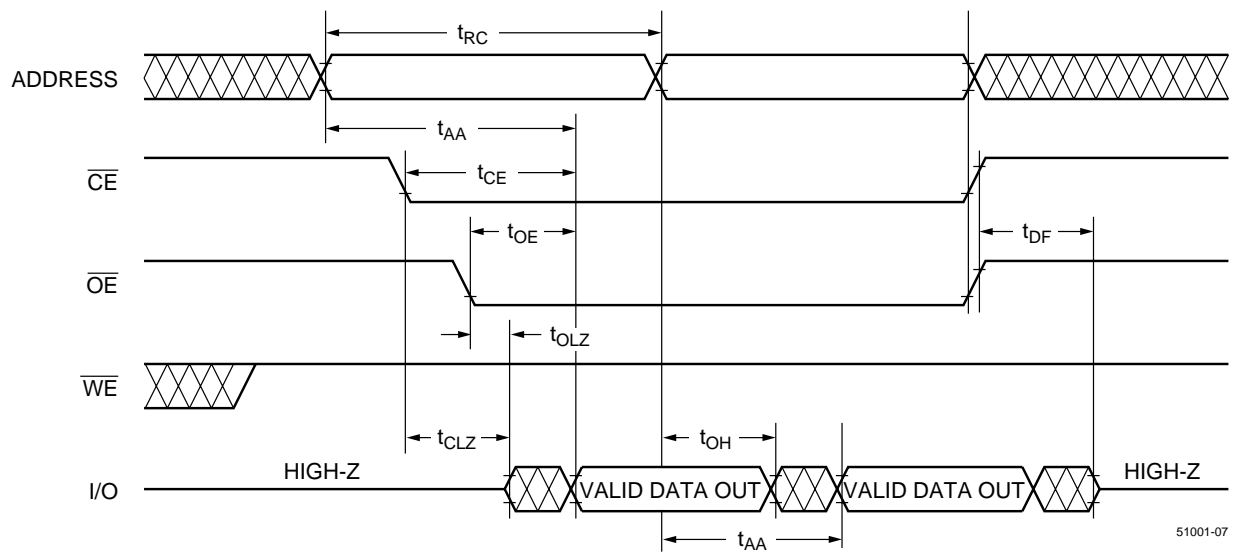 tRC
ADDRESS
tAA
CE
tCE
tOE
tDF
OE
tOLZ
WE
tCLZ
tOH
HIGH-Z
HIGH-Z
I/O
VALID DATA OUT
VALID DATA OUT
tAA
51001-07